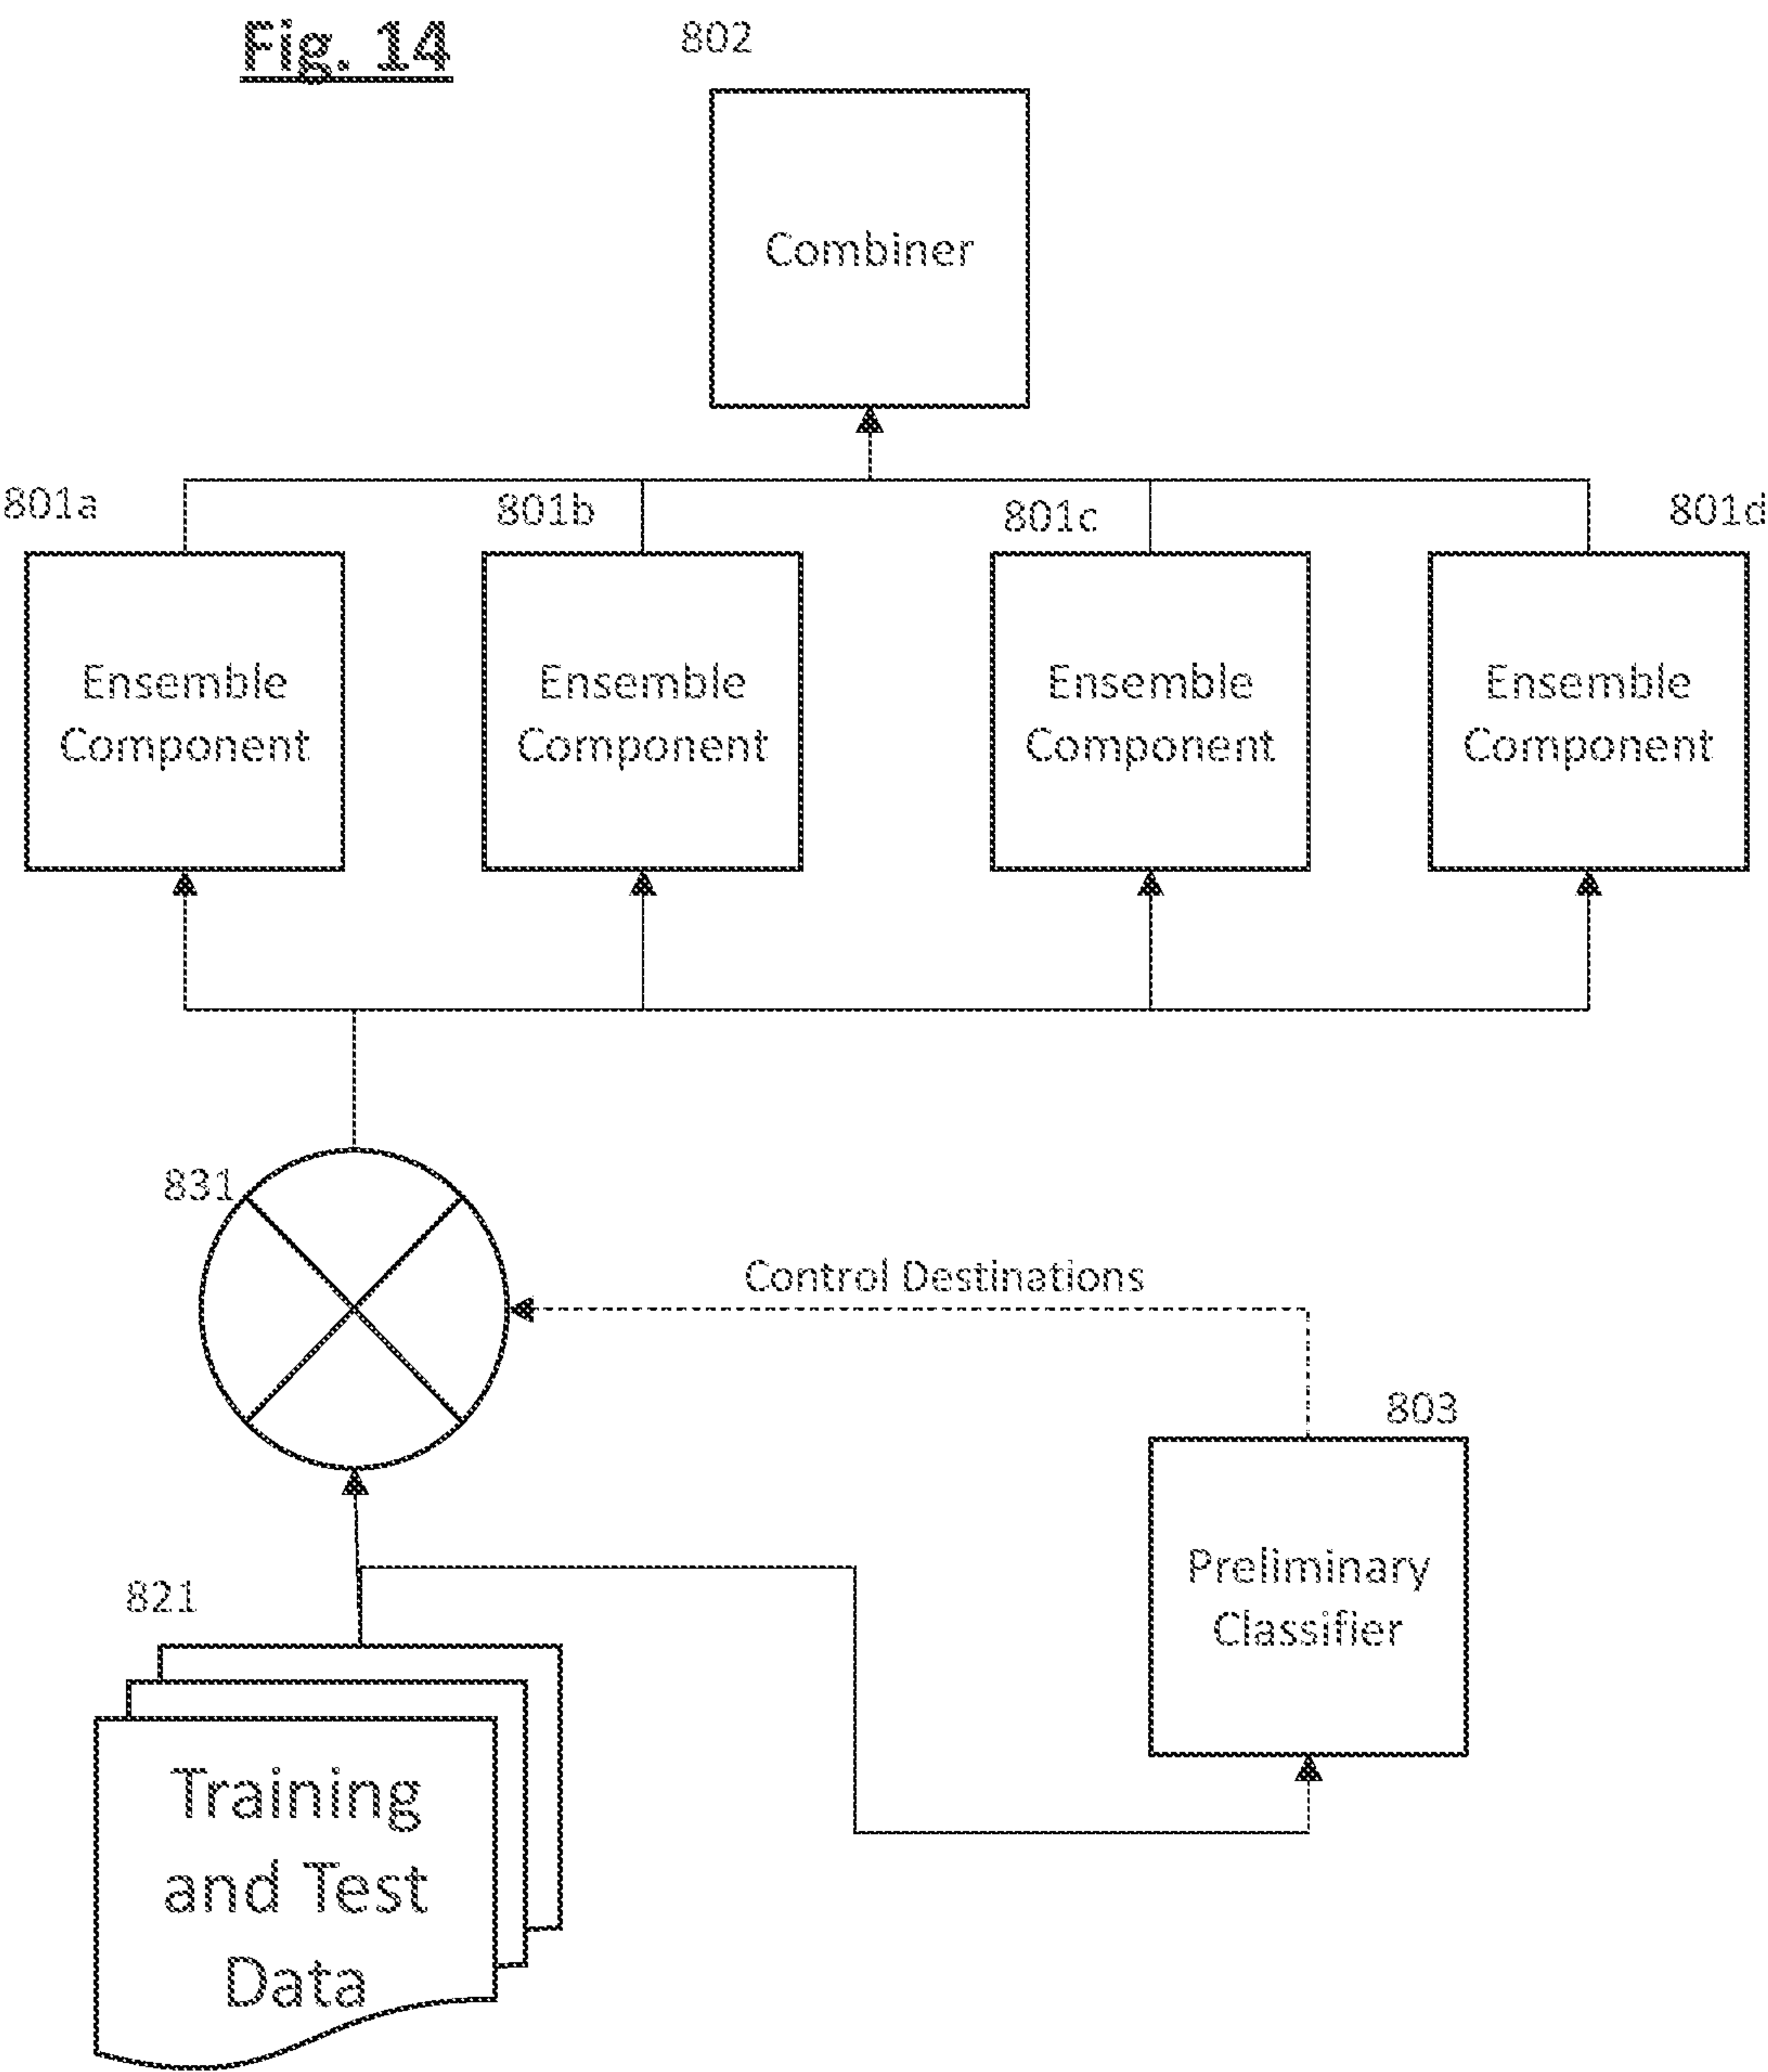 Fig. 14
802
Combiner
801a
801b
801c
801d
Ensemble
Component
Ensemble
Component
Ensemble
Component
Ensemble
Component
831
Control Destinations
803
Preliminary
Classifier
821
Training
and Test
Data